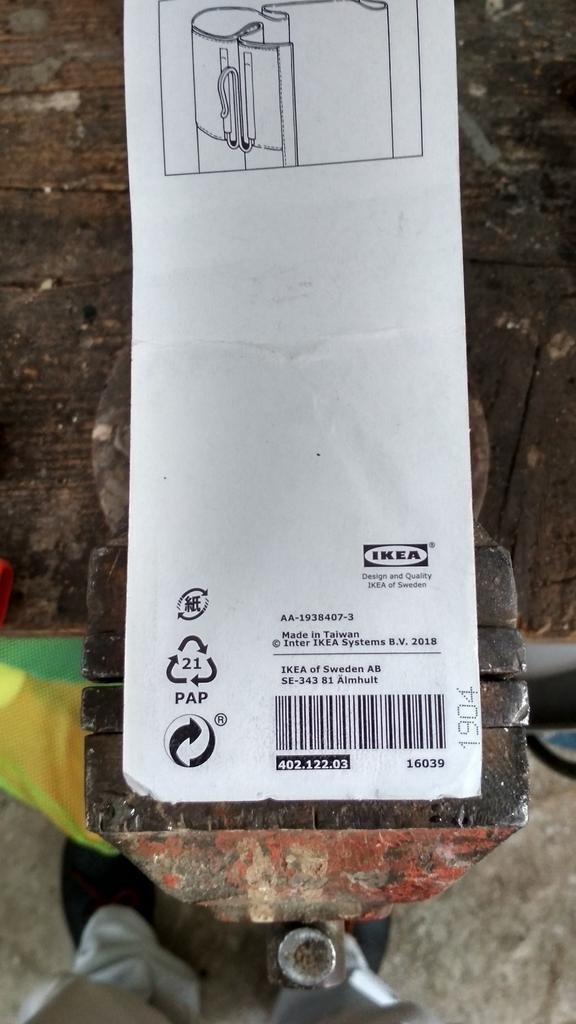 IKEA®
Design and Quality
IKEA of Sweden
紙
AA-1938407-3
Made in Taiwan
© Inter IKEA Systems B.V. 2018
21
PAP
IKEA of Sweden AB
SE-343 81 Älmhult
®
1904
402.122.03
16039